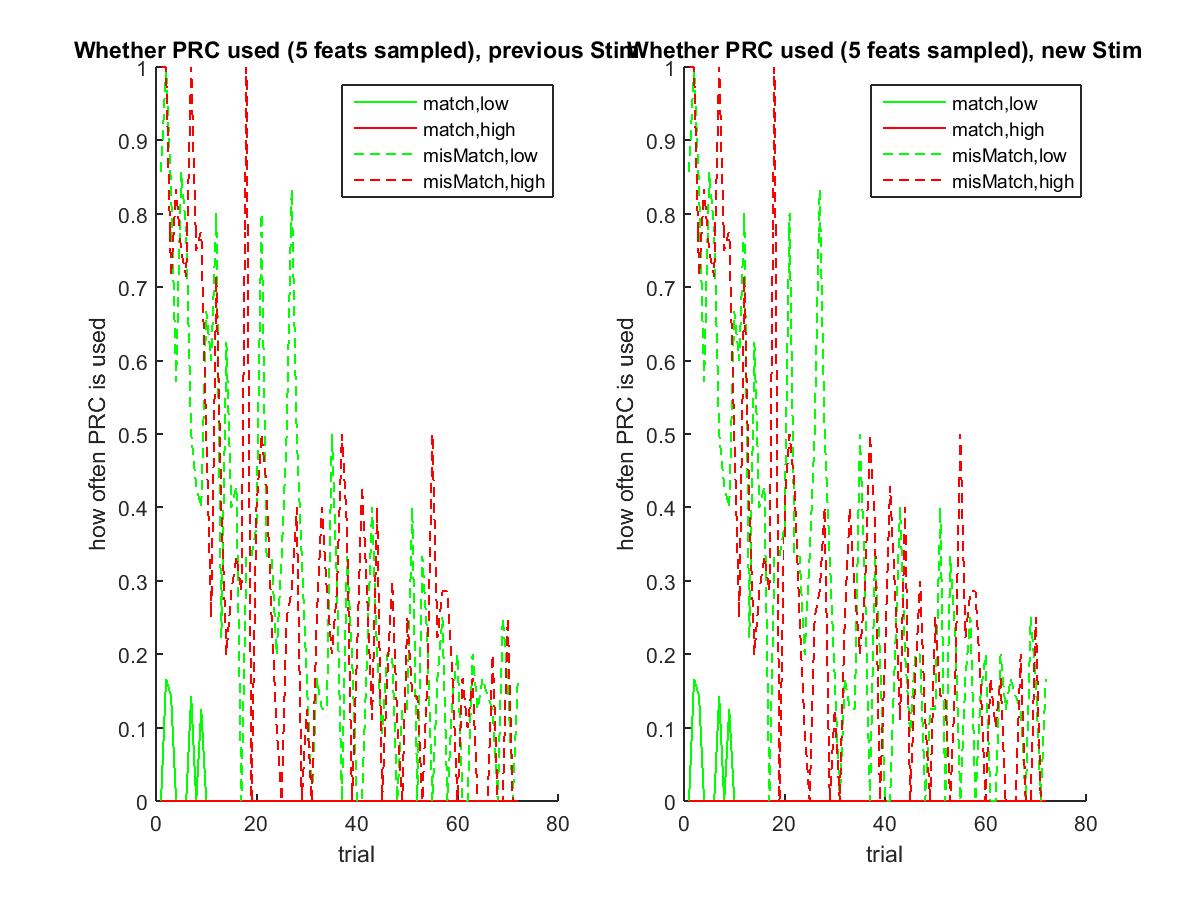 Whether PRC used (5 feats sampled), previous Stim
Whether PRC used (5 feats sampled), new Stim
match,low
match,high
misMatch,low
misMatch,high
match,low
match,high
misMatch,low
misMatch,high
how often PRC is used
1
0.9
0.8
0.7
0.6
0.5
0.4
0.3
0.2
0.1
0
0 20 40 60 80
trial
how often PRC is used
1
0.9
0.8
0.7
0.6
0.5
0.4
0.3
0.2
0.1
0
0 20 40 60 80
trial